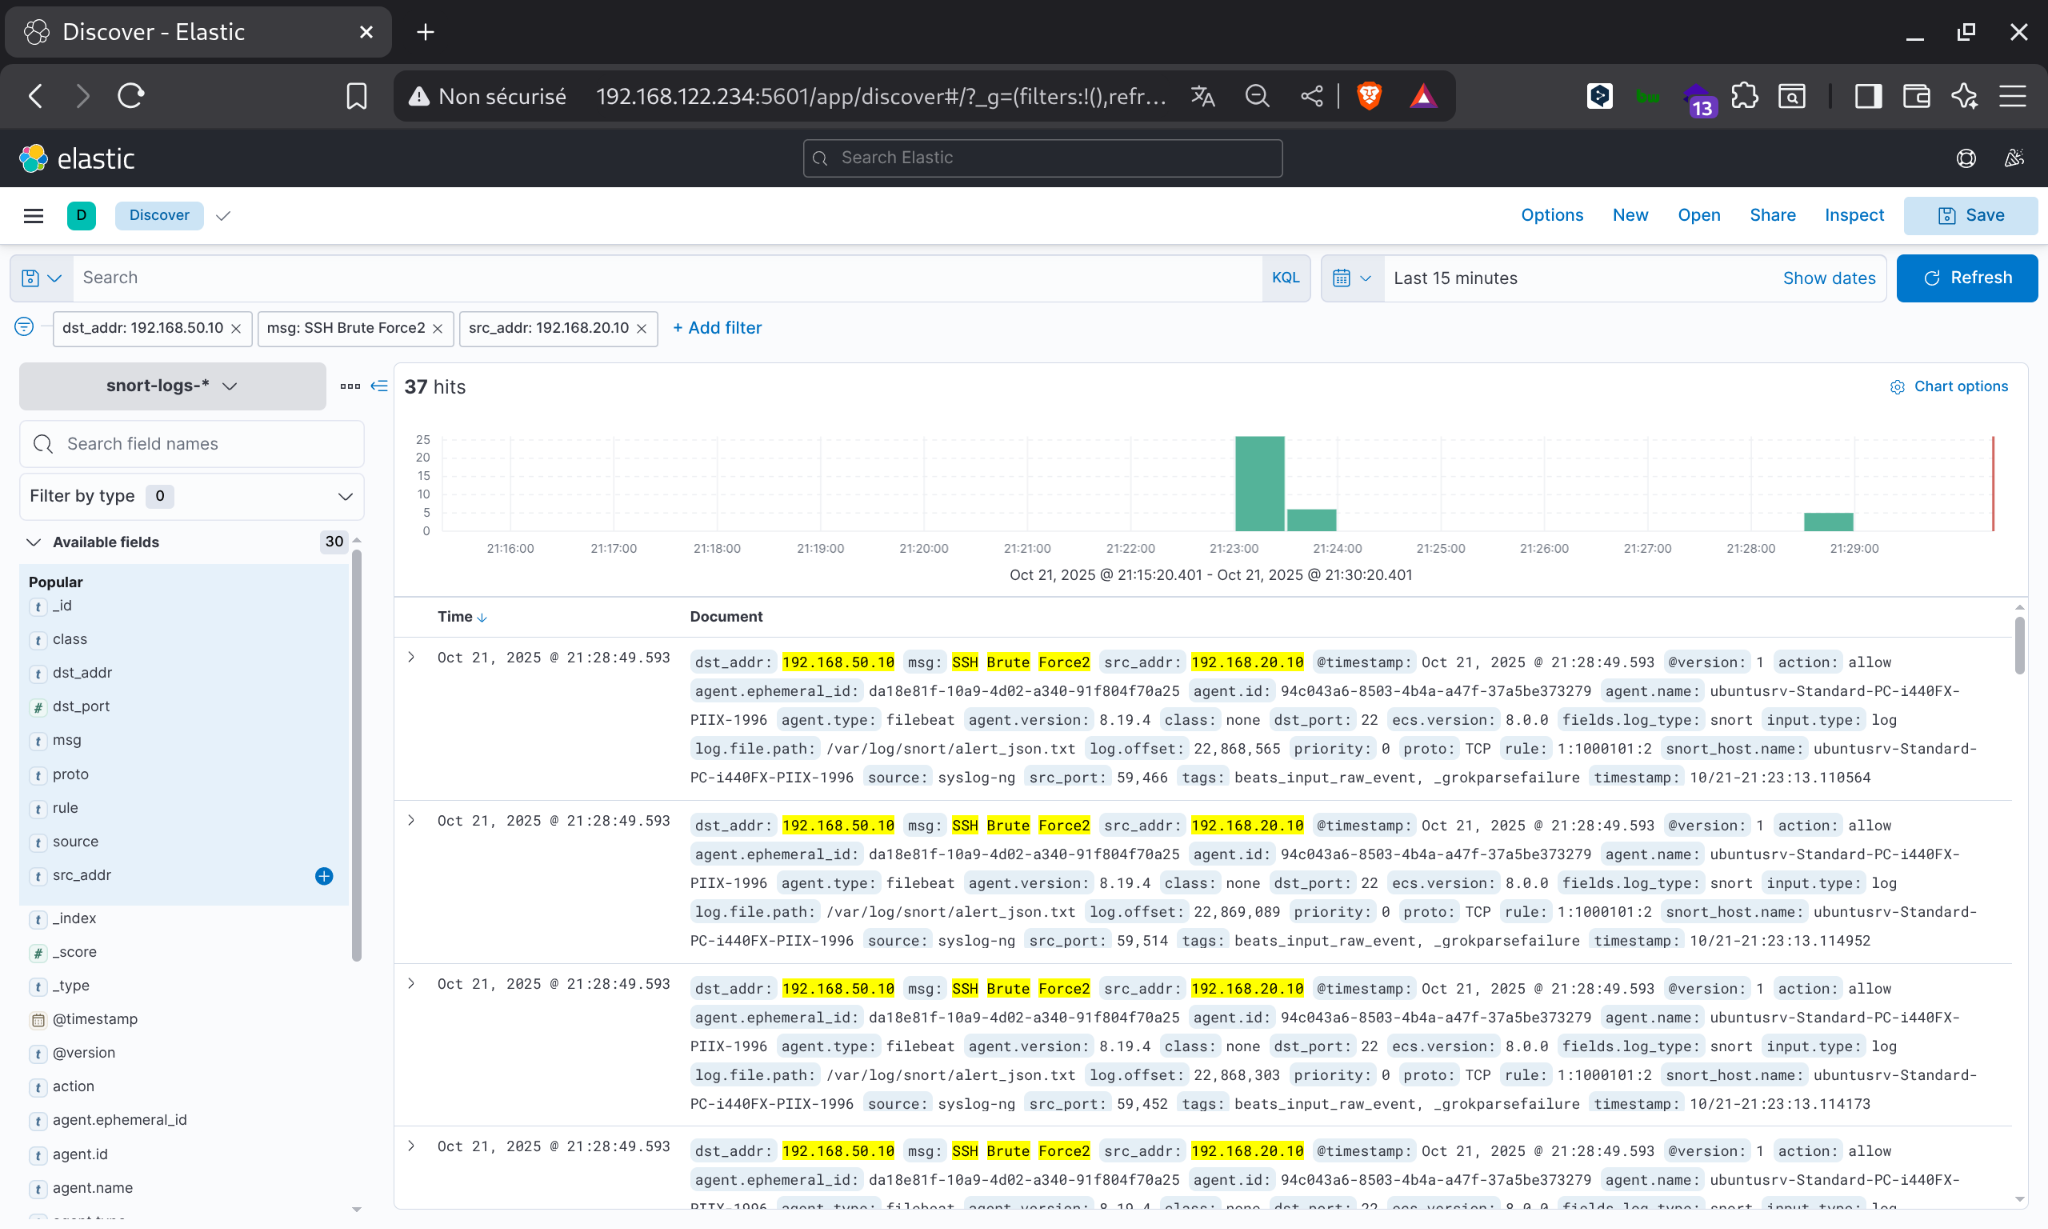 Discover - Elastic
Non sécurisé 192.168.122.234:5601/app/discover#/?_g=(filters:!(),refr...
bw
13
elastic
Search Elastic
D Discover Options New Open Share Inspect Save
Search KQL Last 15 minutes Show dates Refresh
dst_addr: 192.168.50.10 msg: SSH Brute Force2 src_addr: 192.168.20.10 + Add filter
snort-logs-*
Search field names
Filter by type 0
Available fields 30
Popular
t _id
t class
t dst_addr
# dst_port
t msg
t proto
t rule
t source
t src_addr
t _index
# _score
t _type
@timestamp
t @version
t action
t agent.ephemeral_id
t agent.id
t agent.name
37 hits
Chart options
25
20
15
10
5
0
21:16:00 21:17:00 21:18:00 21:19:00 21:20:00 21:21:00 21:22:00 21:23:00 21:24:00 21:25:00 21:26:00 21:27:00 21:28:00 21:29:00
Oct 21, 2025 @ 21:15:20.401 - Oct 21, 2025 @ 21:30:20.401
Time Document
Oct 21, 2025 @ 21:28:49.593 dst_addr: 192.168.50.10 msg: SSH Brute Force2 src_addr: 192.168.20.10 @timestamp: Oct 21, 2025 @ 21:28:49.593 @version: 1 action: allow
agent.ephemeral_id: da18e81f-10a9-4d02-a340-91f804f70a25 agent.id: 94c043a6-8503-4b4a-a47f-37a5be373279 agent.name: ubuntusrv-Standard-PC-i440FX-
PIIX-1996 agent.type: filebeat agent.version: 8.19.4 class: none dst_port: 22 ecs.version: 8.0.0 fields.log_type: snort input.type: log
log.file.path: /var/log/snort/alert_json.txt log.offset: 22,868,565 priority: 0 proto: TCP rule: 1:1000101:2 snort_host.name: ubuntusrv-Standard-
PC-i440FX-PIIX-1996 source: syslog-ng src_port: 59,466 tags: beats_input_raw_event, _grokparsefailure timestamp: 10/21-21:23:13.110564
Oct 21, 2025 @ 21:28:49.593 dst_addr: 192.168.50.10 msg: SSH Brute Force2 src_addr: 192.168.20.10 @timestamp: Oct 21, 2025 @ 21:28:49.593 @version: 1 action: allow
agent.ephemeral_id: da18e81f-10a9-4d02-a340-91f804f70a25 agent.id: 94c043a6-8503-4b4a-a47f-37a5be373279 agent.name: ubuntusrv-Standard-PC-i440FX-
PIIX-1996 agent.type: filebeat agent.version: 8.19.4 class: none dst_port: 22 ecs.version: 8.0.0 fields.log_type: snort input.type: log
log.file.path: /var/log/snort/alert_json.txt log.offset: 22,869,089 priority: 0 proto: TCP rule: 1:1000101:2 snort_host.name: ubuntusrv-Standard-
PC-i440FX-PIIX-1996 source: syslog-ng src_port: 59,514 tags: beats_input_raw_event, _grokparsefailure timestamp: 10/21-21:23:13.114952
Oct 21, 2025 @ 21:28:49.593 dst_addr: 192.168.50.10 msg: SSH Brute Force2 src_addr: 192.168.20.10 @timestamp: Oct 21, 2025 @ 21:28:49.593 @version: 1 action: allow
agent.ephemeral_id: da18e81f-10a9-4d02-a340-91f804f70a25 agent.id: 94c043a6-8503-4b4a-a47f-37a5be373279 agent.name: ubuntusrv-Standard-PC-i440FX-
PIIX-1996 agent.type: filebeat agent.version: 8.19.4 class: none dst_port: 22 ecs.version: 8.0.0 fields.log_type: snort input.type: log
log.file.path: /var/log/snort/alert_json.txt log.offset: 22,868,303 priority: 0 proto: TCP rule: 1:1000101:2 snort_host.name: ubuntusrv-Standard-
PC-i440FX-PIIX-1996 source: syslog-ng src_port: 59,452 tags: beats_input_raw_event, _grokparsefailure timestamp: 10/21-21:23:13.114173
Oct 21, 2025 @ 21:28:49.593 dst_addr: 192.168.50.10 msg: SSH Brute Force2 src_addr: 192.168.20.10 @timestamp: Oct 21, 2025 @ 21:28:49.593 @version: 1 action: allow
agent.ephemeral_id: da18e81f-10a9-4d02-a340-91f804f70a25 agent.id: 94c043a6-8503-4b4a-a47f-37a5be373279 agent.name: ubuntusrv-Standard-PC-i440FX-
PIIX-1996 agent.type: filebeat agent.version: 8.19.4 class: none dst_port: 22 ecs.version: 8.0.0 fields.log_type: snort input.type: log